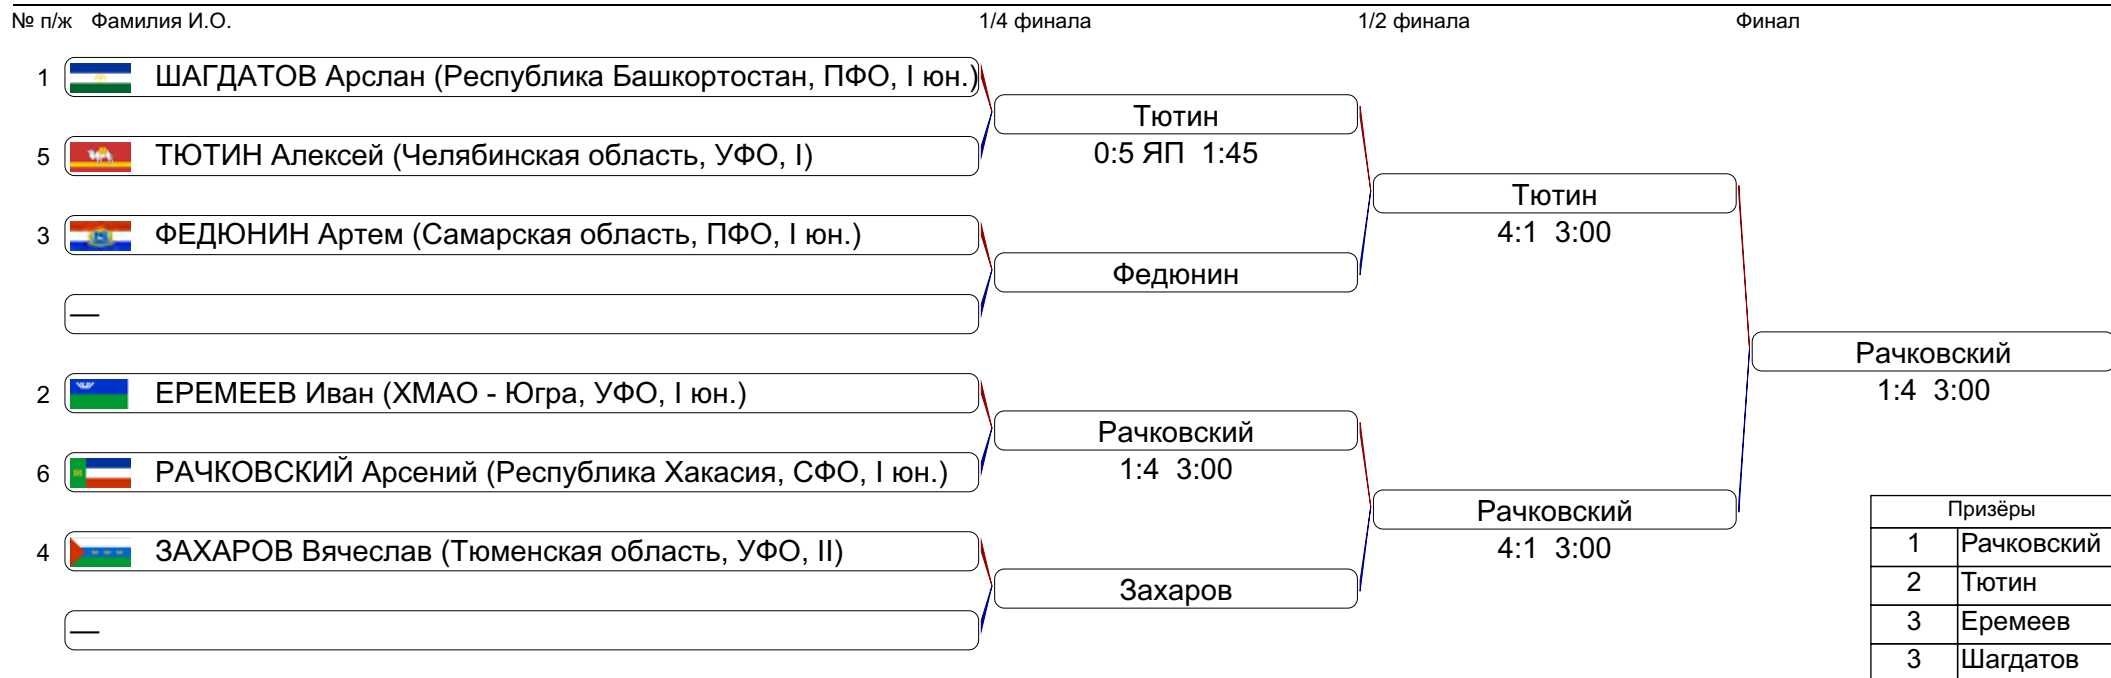 № п/ж Фамилия И.О. 1/4 финала 1/2 финала Финал
1 ШАГДАТОВ Арслан (Республика Башкортостан, ПФО, I юн.)
Тютин
0:5 ЯП 1:45
5 ТЮТИН Алексей (Челябинская область, УФО, I)
Тютин
4:1 3:00
3 ФЕДЮНИН Артем (Самарская область, ПФО, I юн.)
Федюнин
—
Рачковский
1:4 3:00
2 ЕРЕМЕЕВ Иван (ХМАО - Югра, УФО, I юн.)
Рачковский
1:4 3:00
6 РАЧКОВСКИЙ Арсений (Республика Хакасия, СФО, I юн.)
Рачковский
4:1 3:00
4 ЗАХАРОВ Вячеслав (Тюменская область, УФО, II)
Захаров
—
Призёры
1 Рачковский
2 Тютин
3 Еремеев
3 Шагдатов